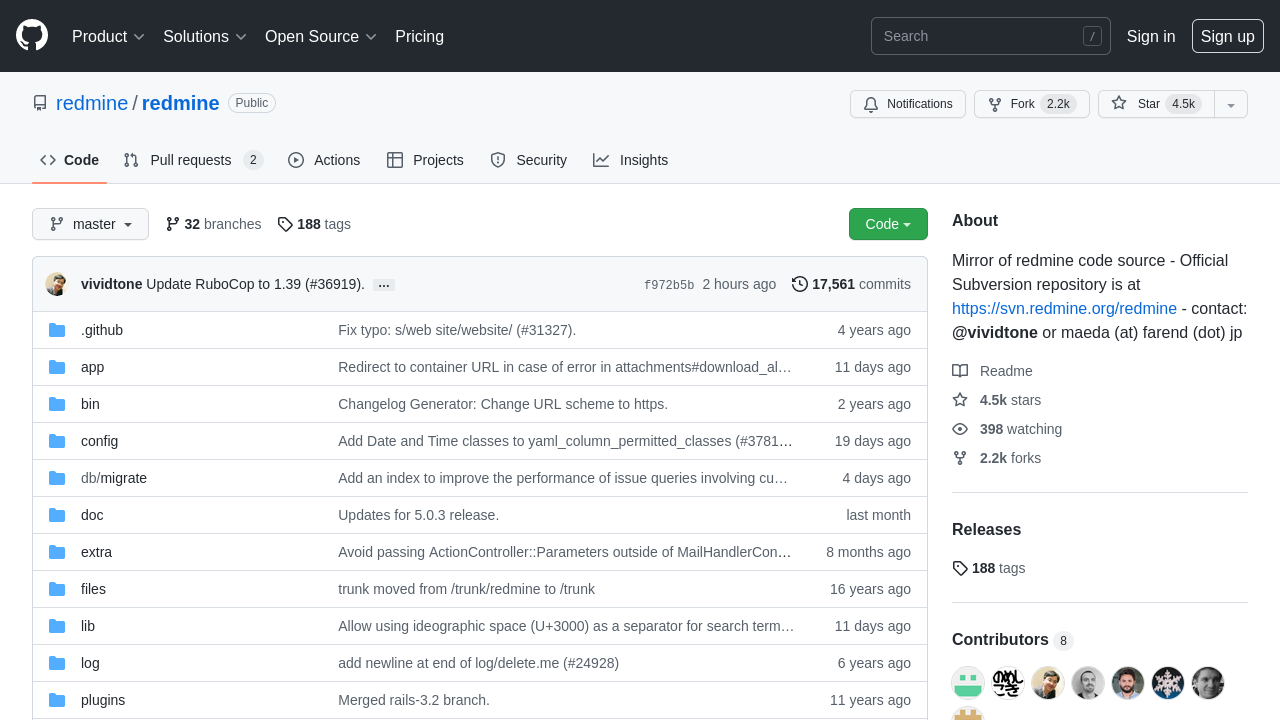 Product Solutions Open Source Pricing Search / Sign in Sign up
redmine / redmine Public Notifications Fork 2.2k Star 4.5k
Code Pull requests 2 Actions Projects Security Insights
master 32 branches 188 tags Code
vividtone Update RuboCop to 1.39 (#36919). … f972b5b 2 hours ago 17,561 commits
.github Fix typo: s/web site/website/ (#31327). 4 years ago
app Redirect to container URL in case of error in attachments#download_al… 11 days ago
bin Changelog Generator: Change URL scheme to https. 2 years ago
config Add Date and Time classes to yaml_column_permitted_classes (#3781… 19 days ago
db/migrate Add an index to improve the performance of issue queries involving cu… 4 days ago
doc Updates for 5.0.3 release. last month
extra Avoid passing ActionController::Parameters outside of MailHandlerCon… 8 months ago
files trunk moved from /trunk/redmine to /trunk 16 years ago
lib Allow using ideographic space (U+3000) as a separator for search term… 11 days ago
log add newline at end of log/delete.me (#24928) 6 years ago
plugins Merged rails-3.2 branch. 11 years ago
About
Mirror of redmine code source - Official
Subversion repository is at
https://svn.redmine.org/redmine - contact:
@vividtone or maeda (at) farend (dot) jp
Readme
4.5k stars
398 watching
2.2k forks
Releases
188 tags
Contributors 8